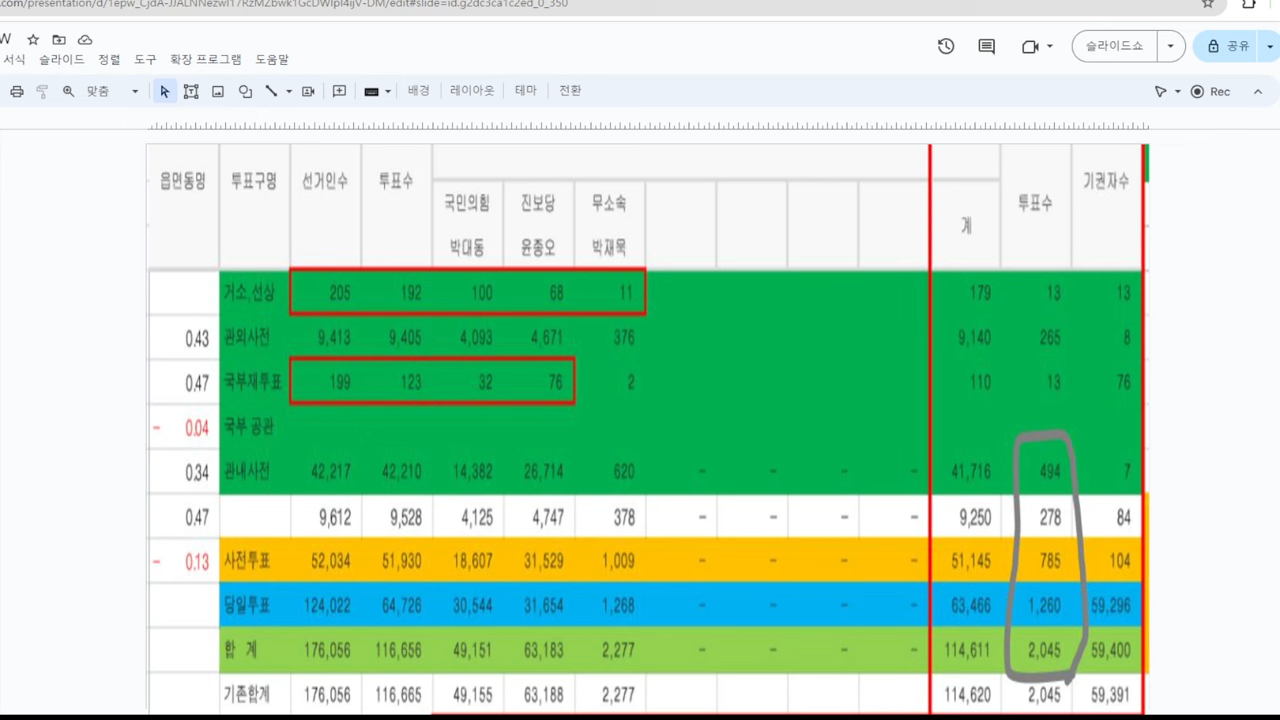 W
서식 슬라이드 정렬 도구 확장 프로그램 도움말
슬라이드쇼 공유
맞춤 배경 레이아웃 테마 전환 Rec
읍면동명 투표구명 선거인수 투표수 국민의힘 박대동 진보당 윤종오 무소속 박재묵 계 투표수 기권자수
거소,선상 205 192 100 68 11 179 13 13
0.43 관외사전 9,413 9,405 4,093 4,671 376 9,140 265 8
0.47 국부재투표 199 123 32 76 2 110 13 76
- 0.04 국부 공관
0.34 관내사전 42,217 42,210 14,382 26,714 620 - - - - 41,716 494 7
0.47 9,612 9,528 4,125 4,747 378 - - - - 9,250 278 84
- 0.13 사전투표 52,034 51,930 18,607 31,529 1,009 - - - - 51,145 785 104
당일투표 124,022 64,726 30,544 31,654 1,268 - - - - 63,466 1,260 59,296
합 계 176,056 116,656 49,151 63,183 2,277 - - - - 114,611 2,045 59,400
기존합계 176,056 116,665 49,155 63,188 2,277 114,620 2,045 59,391